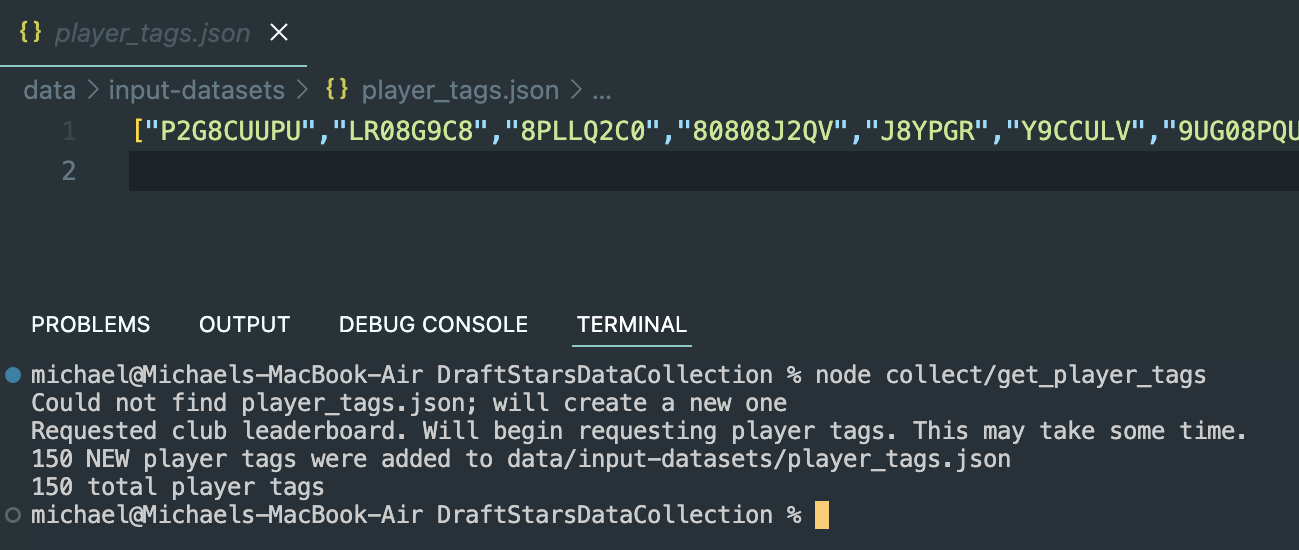 {} player_tags.json ×
data > input-datasets > {} player_tags.json > ...
1 ["P2G8CUUPU","LR08G9C8","8PLLQ2C0","80808J2QV","J8YPGR","Y9CCULV","9UG08PQU
2
PROBLEMS OUTPUT DEBUG CONSOLE TERMINAL
michael@Michaels-MacBook-Air DraftStarsDataCollection % node collect/get_player_tags
Could not find player_tags.json; will create a new one
Requested club leaderboard. Will begin requesting player tags. This may take some time.
150 NEW player tags were added to data/input-datasets/player_tags.json
150 total player tags
michael@Michaels-MacBook-Air DraftStarsDataCollection %